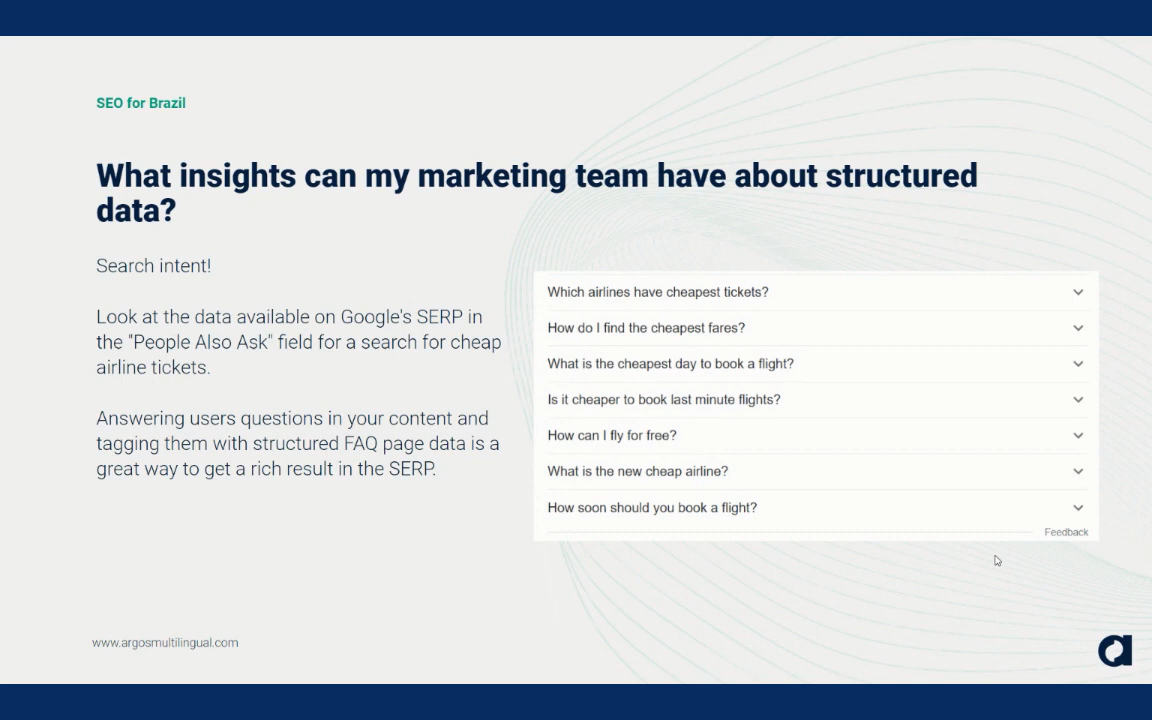 SEO for Brazil
What insights can my marketing team have about structured
data?
Search intent!
Look at the data available on Google's SERP in
the "People Also Ask" field for a search for cheap
airline tickets.
Answering users questions in your content and
tagging them with structured FAQ page data is a
great way to get a rich result in the SERP.
Which airlines have cheapest tickets?
How do I find the cheapest fares?
What is the cheapest day to book a flight?
Is it cheaper to book last minute flights?
How can I fly for free?
What is the new cheap airline?
How soon should you book a flight?
Feedback
www.argosmultilingual.com